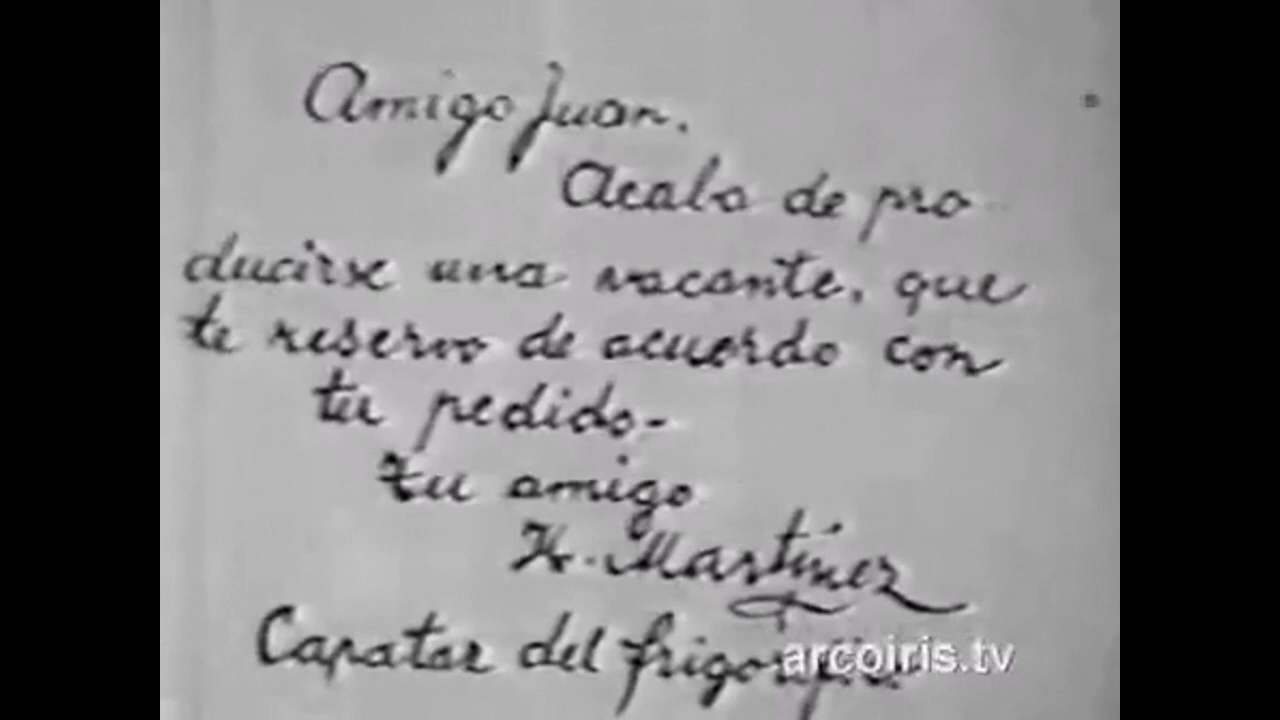 Amigo Juan.
Acaba de pro
ducirse una vacante, que
te reservo de acuerdo con
tu pedido-
Tu amigo
H. Martínez
Capataz del
arcoiris.tv